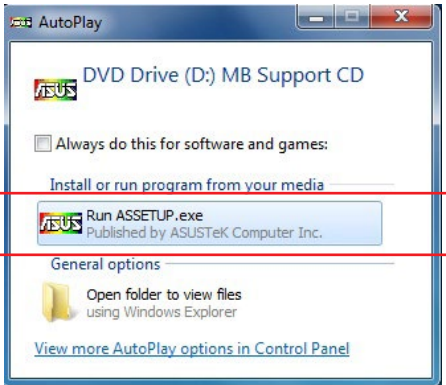 AutoPlay
DVD Drive (D:) MB Support CD
Always do this for software and games:
Install or run program from your media
Run ASSETUP.exe
Published by ASUSTeK Computer Inc.
General options
Open folder to view files
using Windows Explorer
View more AutoPlay options in Control Panel